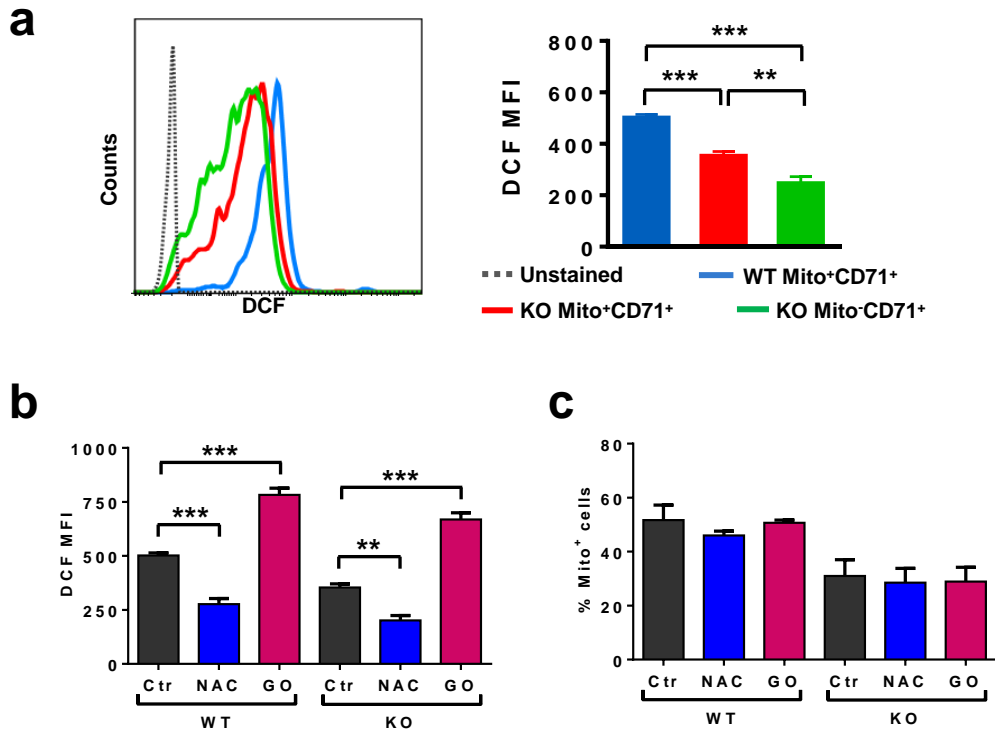 a
Counts
DCF
DCF MFI
800
600
400
200
0
***
***
**
Unstained
WT Mito⁺CD71⁺
KO Mito⁺CD71⁺
KO Mito⁻CD71⁺
b
DCF MFI
1000
750
500
250
0
***
***
***
**
Ctr NAC GO Ctr NAC GO
WT KO
c
% Mito⁺ cells
80
60
40
20
0
Ctr NAC GO Ctr NAC GO
WT KO